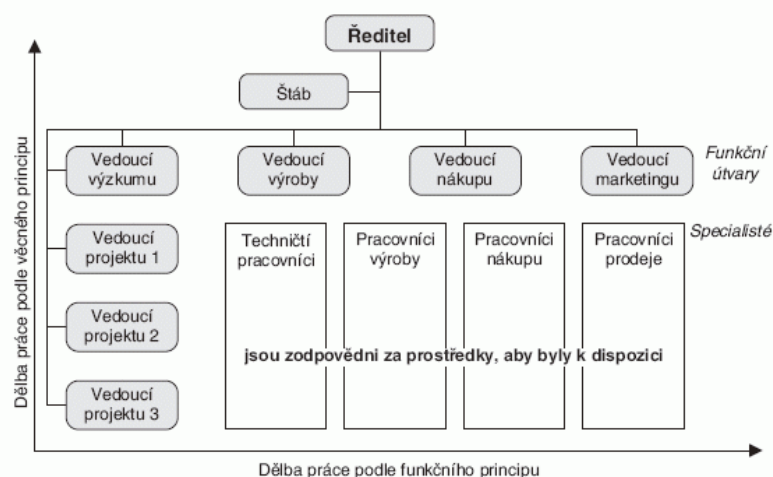 Ředitel
Štáb
Vedoucí
výzkumu
Vedoucí
výroby
Vedoucí
nákupu
Vedoucí
marketingu
Funkční
útvary
Vedoucí
projektu 1
Techničtí
pracovníci
Pracovníci
výroby
Pracovníci
nákupu
Pracovníci
prodeje
Specialisté
Vedoucí
projektu 2
jsou zodpovědni za prostředky, aby byly k dispozici
Vedoucí
projektu 3
Dělba práce podle věcného principu
Dělba práce podle funkčního principu